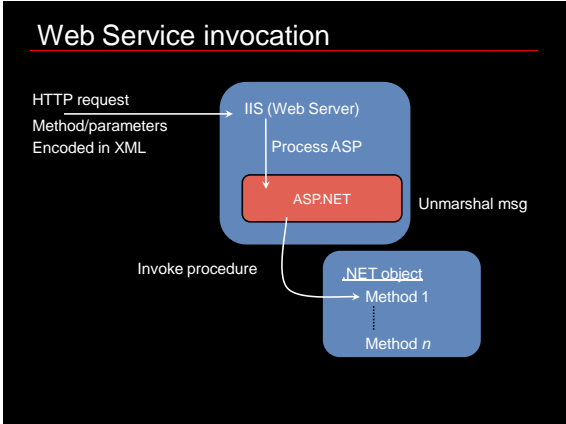 Web Service invocation
HTTP request
Method/parameters
Encoded in XML
IIS (Web Server)
Process ASP
ASP.NET
Unmarshal msg
Invoke procedure
.NET object
Method 1
Method n